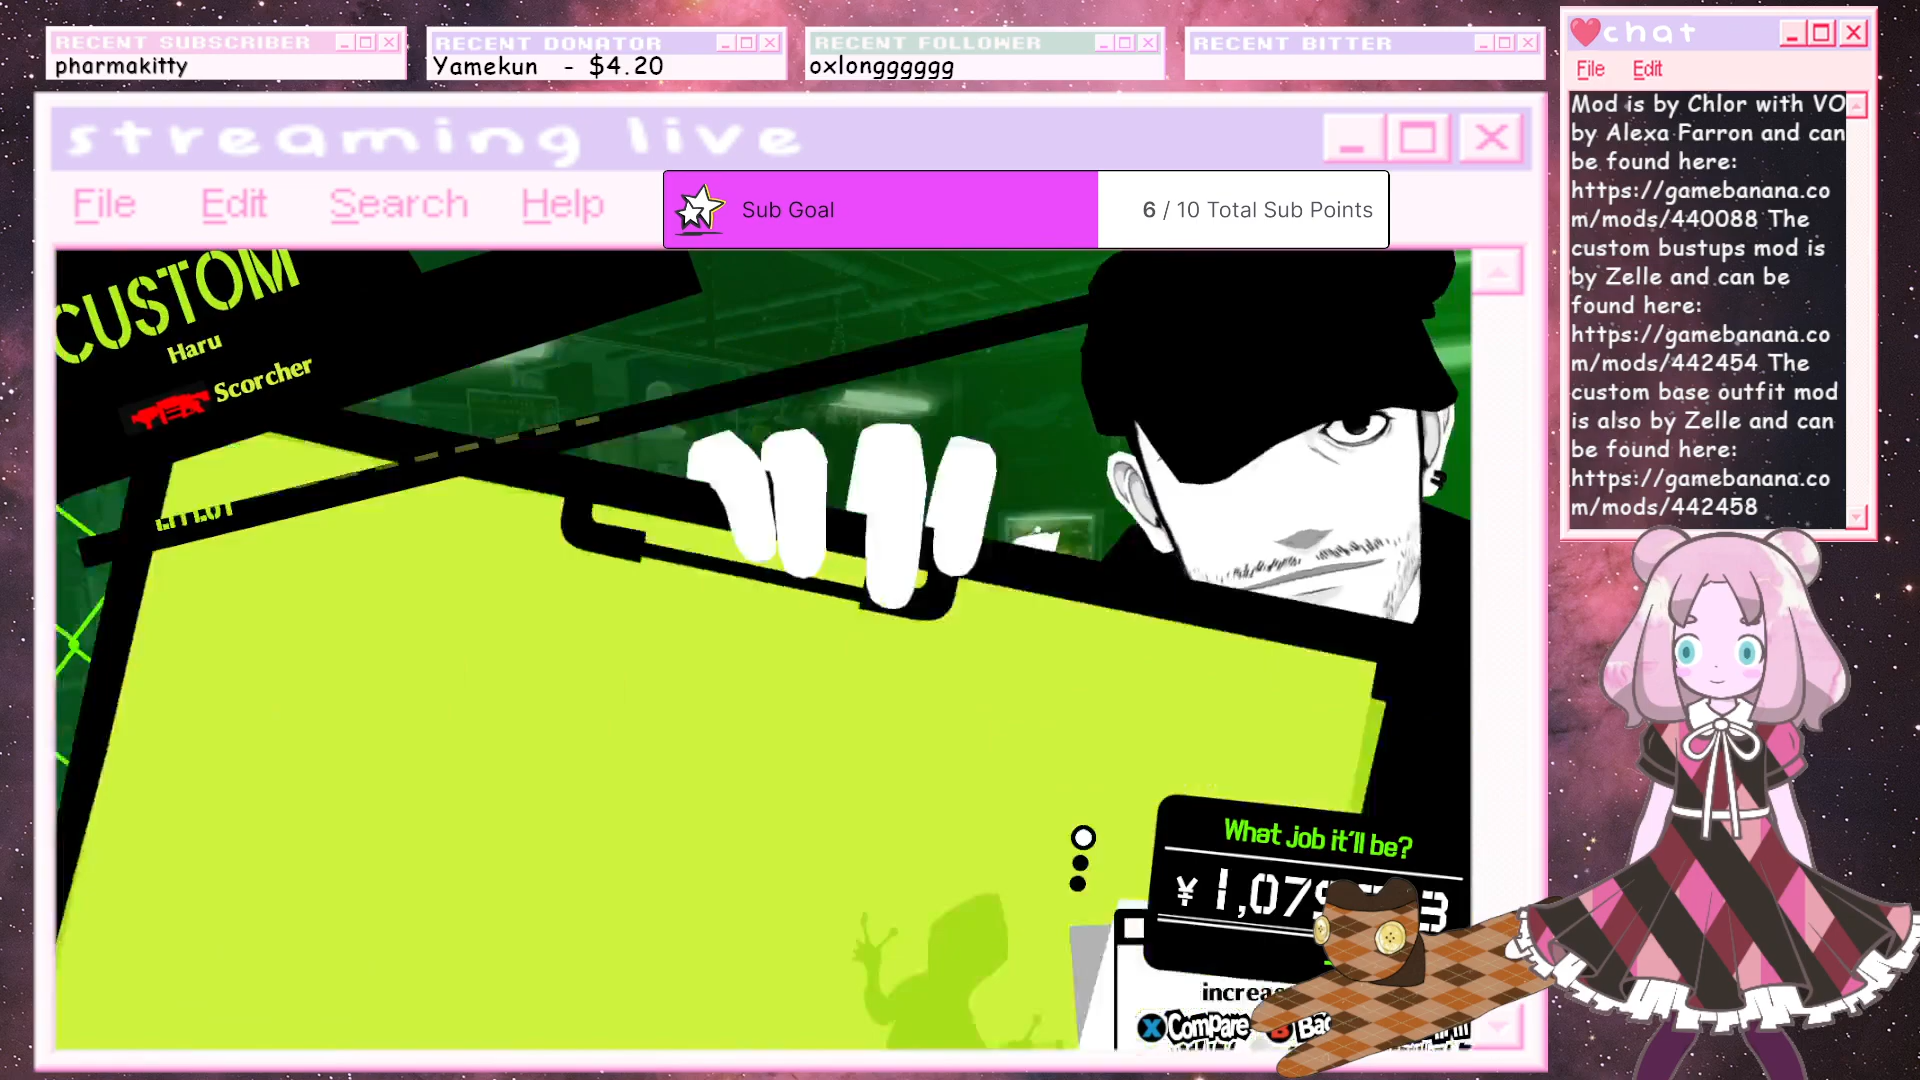 RECENT SUBSCRIBER
pharmakitty
RECENT DONATOR
Yamekun - $4.20
RECENT FOLLOWER
oxlongggggg
RECENT BITTER
streaming live
File Edit Search Help
Sub Goal
6 / 10 Total Sub Points
CUSTOM
Haru
Scorcher
What job it'll be?
increas
X Compare B Bac
chat
File Edit
Mod is by Chlor with VO
by Alexa Farron and can
be found here:
https://gamebanana.co
m/mods/440088 The
custom bustups mod is
by Zelle and can be
found here:
https://gamebanana.co
m/mods/442454 The
custom base outfit mod
is also by Zelle and can
be found here:
https://gamebanana.co
m/mods/442458